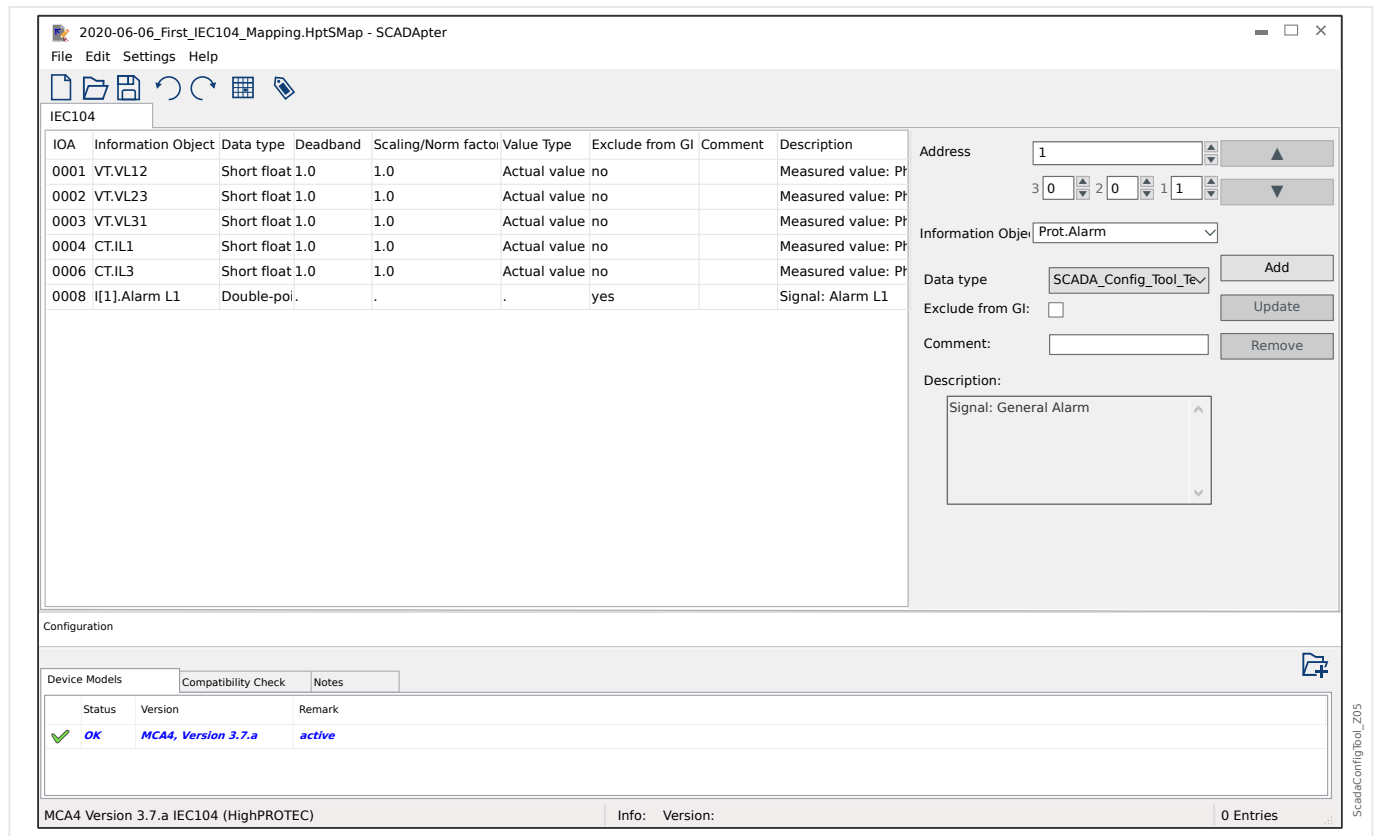 2020-06-06_First_IEC104_Mapping.HptSMap - SCADApter
File Edit Settings Help
IEC104
IOA Information Object Data type Deadband Scaling/Norm factor Value Type Exclude from GI Comment Description
0001 VT.VL12 Short float 1.0 1.0 Actual value no Measured value: Ph
0002 VT.VL23 Short float 1.0 1.0 Actual value no Measured value: Ph
0003 VT.VL31 Short float 1.0 1.0 Actual value no Measured value: Ph
0004 CT.IL1 Short float 1.0 1.0 Actual value no Measured value: Ph
0006 CT.IL3 Short float 1.0 1.0 Actual value no Measured value: Ph
0008 I[1].Alarm L1 Double-poi . . . yes Signal: Alarm L1
Address 1
3 0 2 0 1 1
Information Obje Prot.Alarm
Data type SCADA_Config_Tool_Te
Add
Exclude from GI:
Update
Comment:
Remove
Description:
Signal: General Alarm
Configuration
Device Models Compatibility Check Notes
Status Version Remark
OK MCA4, Version 3.7.a active
MCA4 Version 3.7.a IEC104 (HighPROTEC) Info: Version: 0 Entries
ScadaConfigTool_Z05